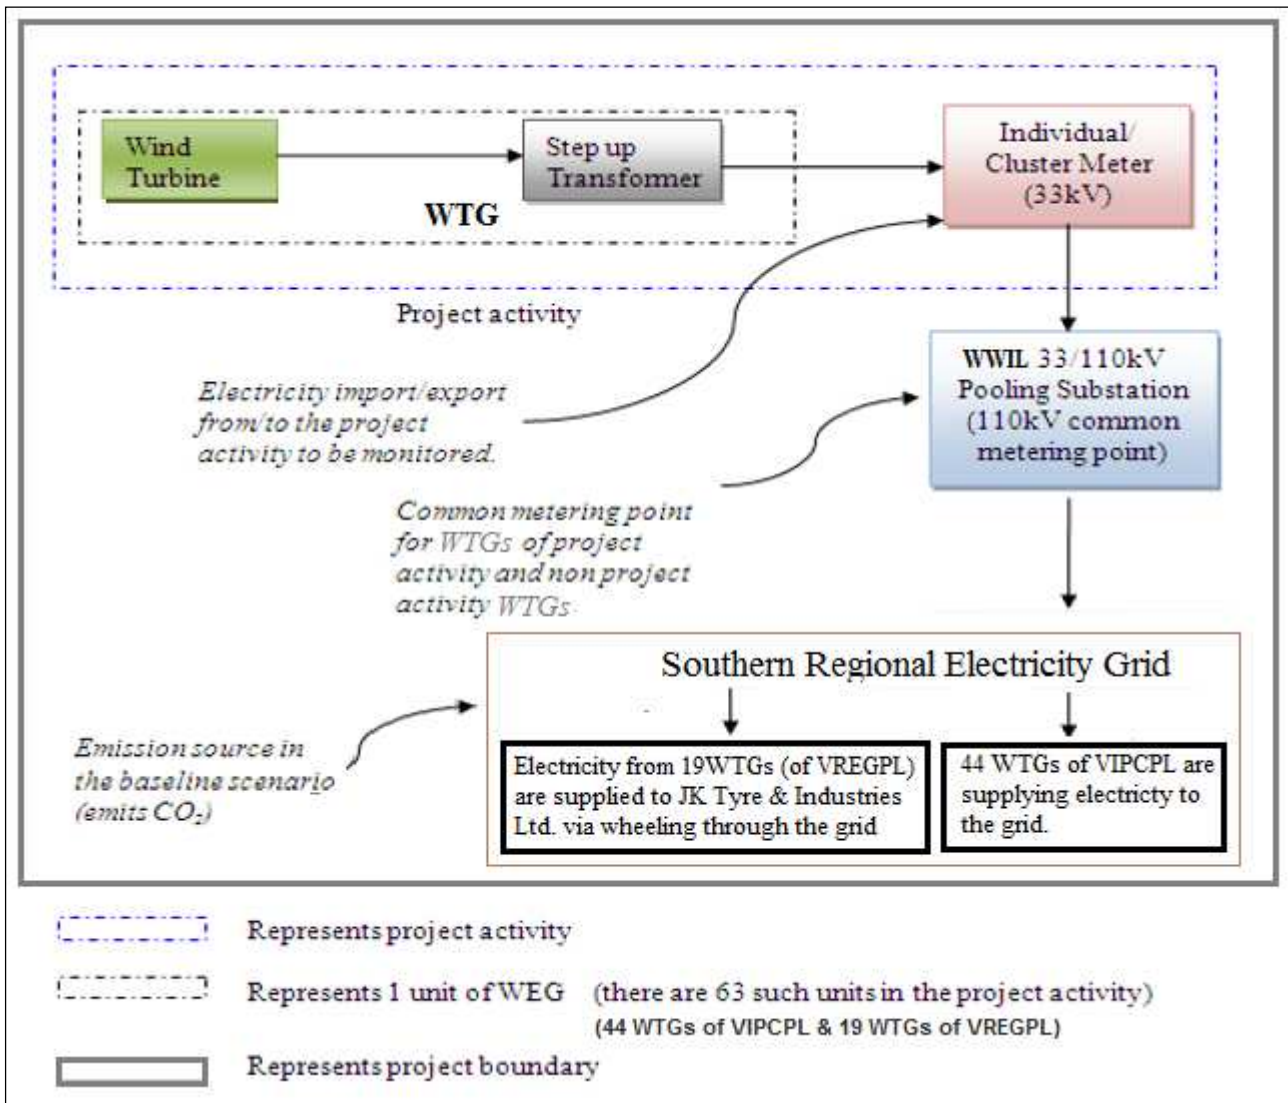 Wind
Turbine
Step up
Transformer
WTG
Individual/
Cluster Meter
(33kV)
Project activity
WWIL 33/110kV
Pooling Substation
(110kV common
metering point)
Electricity import/export
from/to the project
activity to be monitored.
Common metering point
for WTGs of project
activity and non project
activity WTGs
Southern Regional Electricity Grid
Emission source in
the baseline scenario
(emits CO₂)
Electricity from 19WTGs (of VREGPL)
are supplied to JK Tyre & Industries
Ltd. via wheeling through the grid
44 WTGs of VIPCPL are
supplying electricty to
the grid.
Represents project activity
Represents 1 unit of WEG (there are 63 such units in the project activity)
(44 WTGs of VIPCPL & 19 WTGs of VREGPL)
Represents project boundary